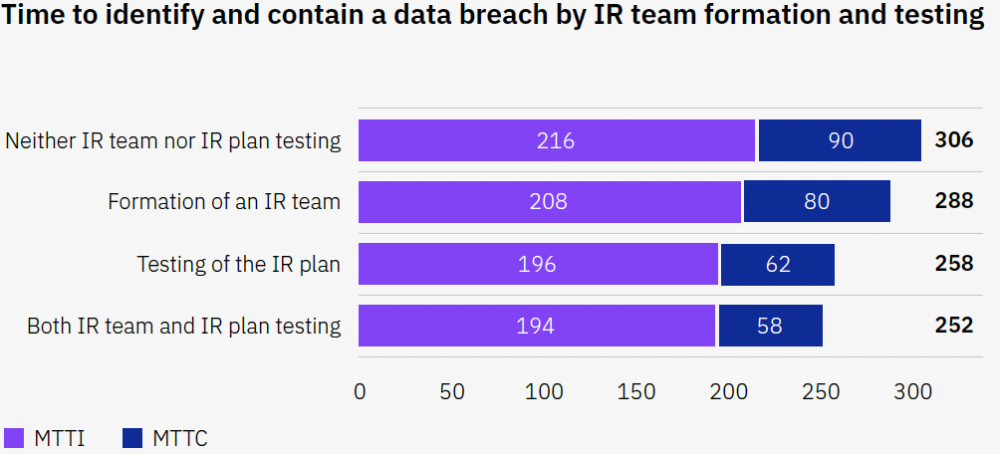 Time to identify and contain a data breach by IR team formation and testing
Neither IR team nor IR plan testing 216 90 306
Formation of an IR team 208 80 288
Testing of the IR plan 196 62 258
Both IR team and IR plan testing 194 58 252
0 50 100 150 200 250 300
MTTI MTTC